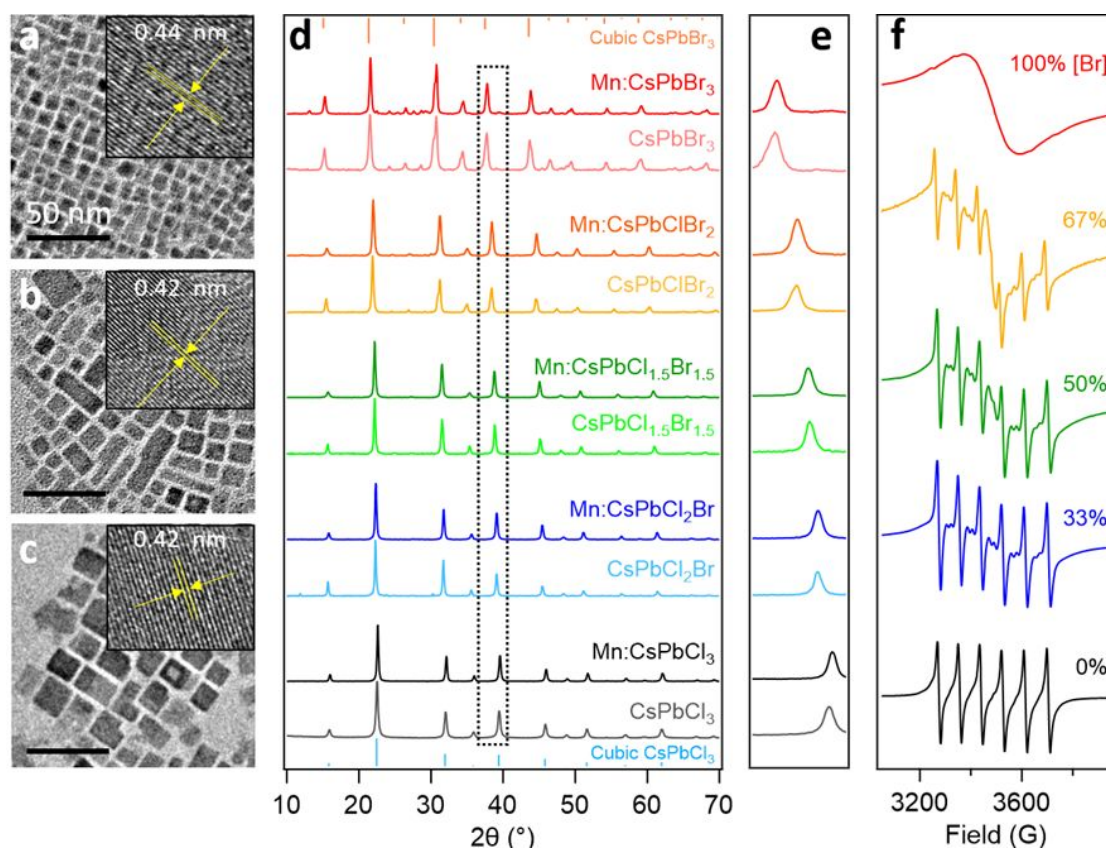 a
0.44 nm
50 nm
b
0.42 nm
c
0.42 nm
d
Cubic CsPbBr₃
Mn:CsPbBr₃
CsPbBr₃
Mn:CsPbClBr₂
CsPbClBr₂
Mn:CsPbCl₁.₅Br₁.₅
CsPbCl₁.₅Br₁.₅
Mn:CsPbCl₂Br
CsPbCl₂Br
Mn:CsPbCl₃
CsPbCl₃
Cubic CsPbCl₃
10 20 30 40 50 60 70
2θ (°)
e
f
100% [Br]
67%
50%
33%
0%
3200 3600
Field (G)